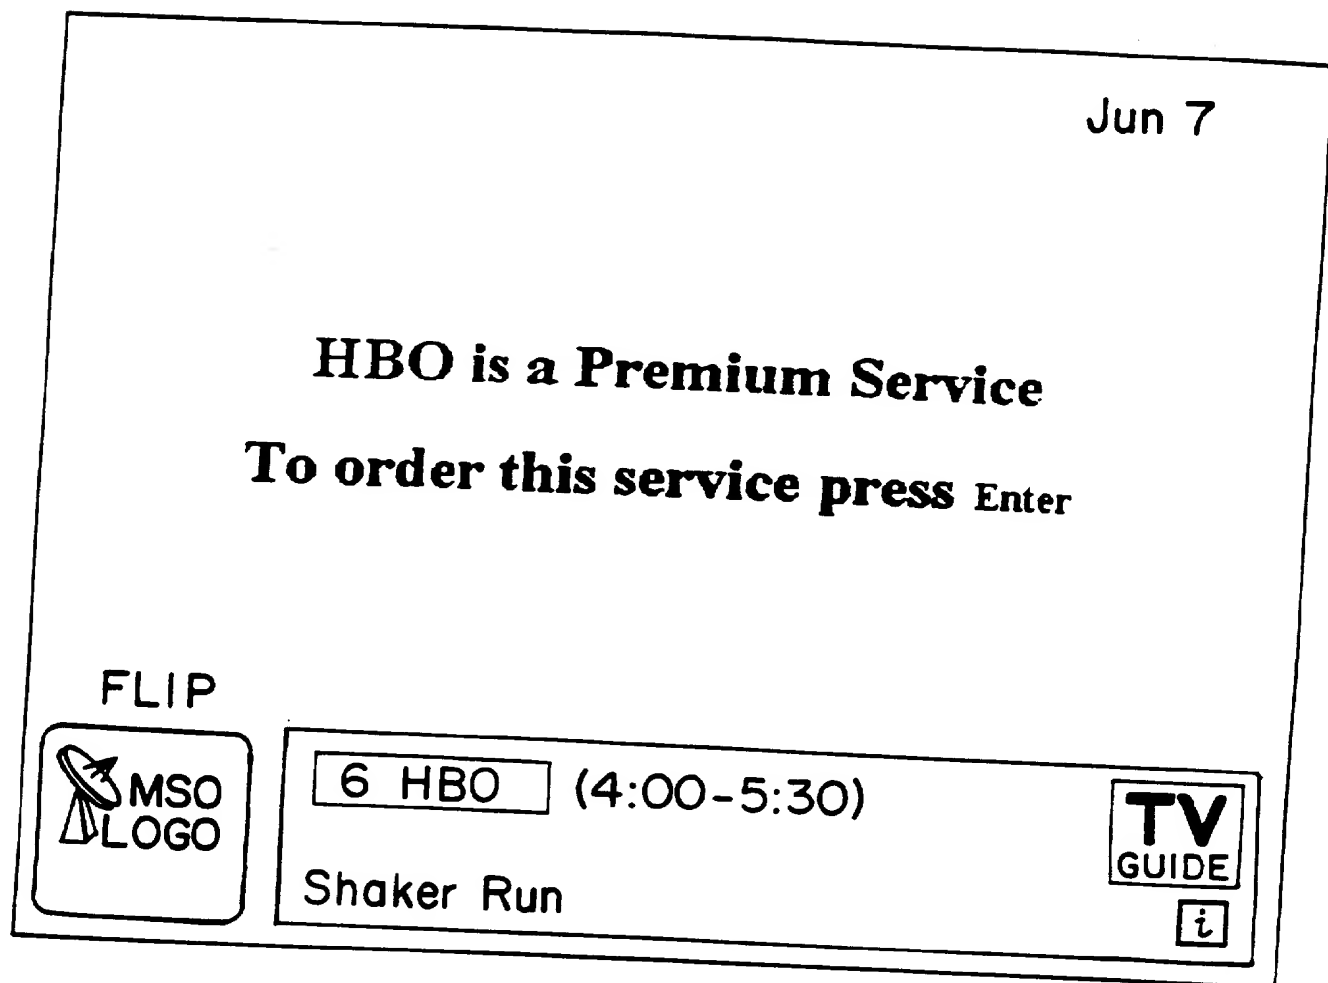 Jun 7
HBO is a Premium Service
To order this service press Enter
FLIP
MSO
LOGO
6 HBO (4:00-5:30)
Shaker Run
TV
GUIDE
i